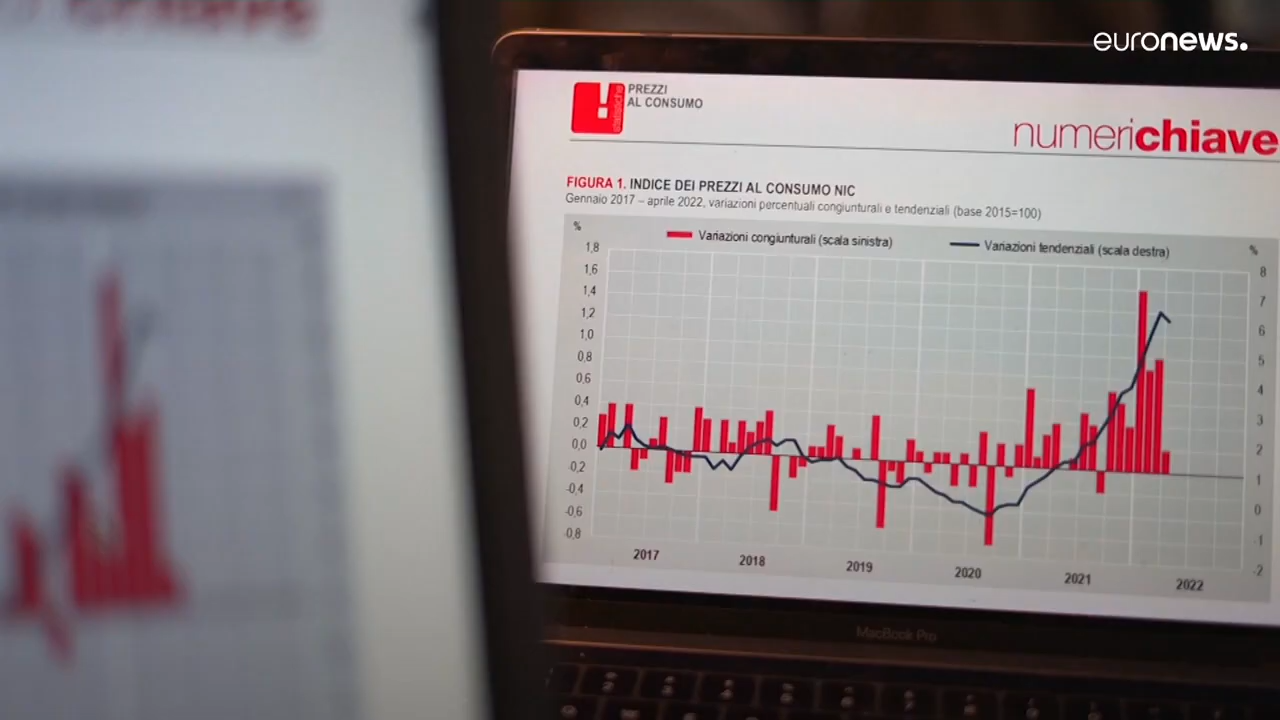 euronews.
PREZZI
AL CONSUMO
numerichiave
FIGURA 1. INDICE DEI PREZZI AL CONSUMO NIC
Gennaio 2017 – aprile 2022, variazioni percentuali congiunturali e tendenziali (base 2015=100)
% Variazioni congiunturali (scala sinistra) Variazioni tendenziali (scala destra) %
1,8
1,6
1,4
1,2
1,0
0,8
0,6
0,4
0,2
0,0
-0,2
-0,4
-0,6
-0,8
8
7
6
5
4
3
2
1
0
-1
-2
2017 2018 2019 2020 2021 2022
MacBook Pro